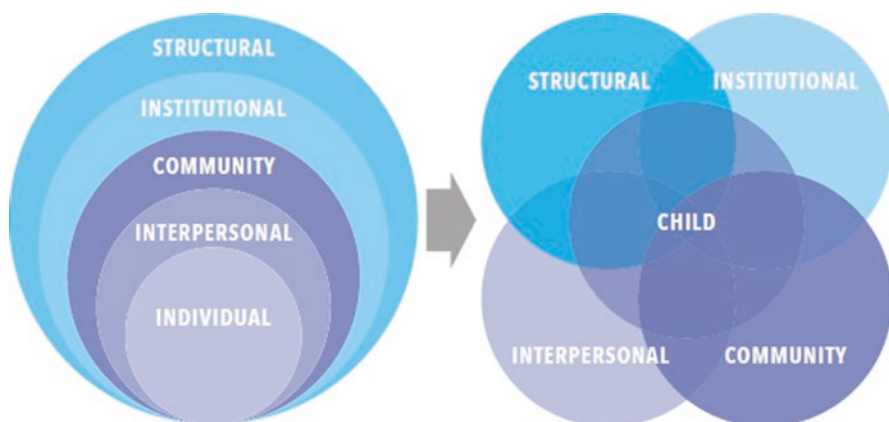 STRUCTURAL
INSTITUTIONAL
COMMUNITY
INTERPERSONAL
INDIVIDUAL
STRUCTURAL
INSTITUTIONAL
CHILD
INTERPERSONAL
COMMUNITY